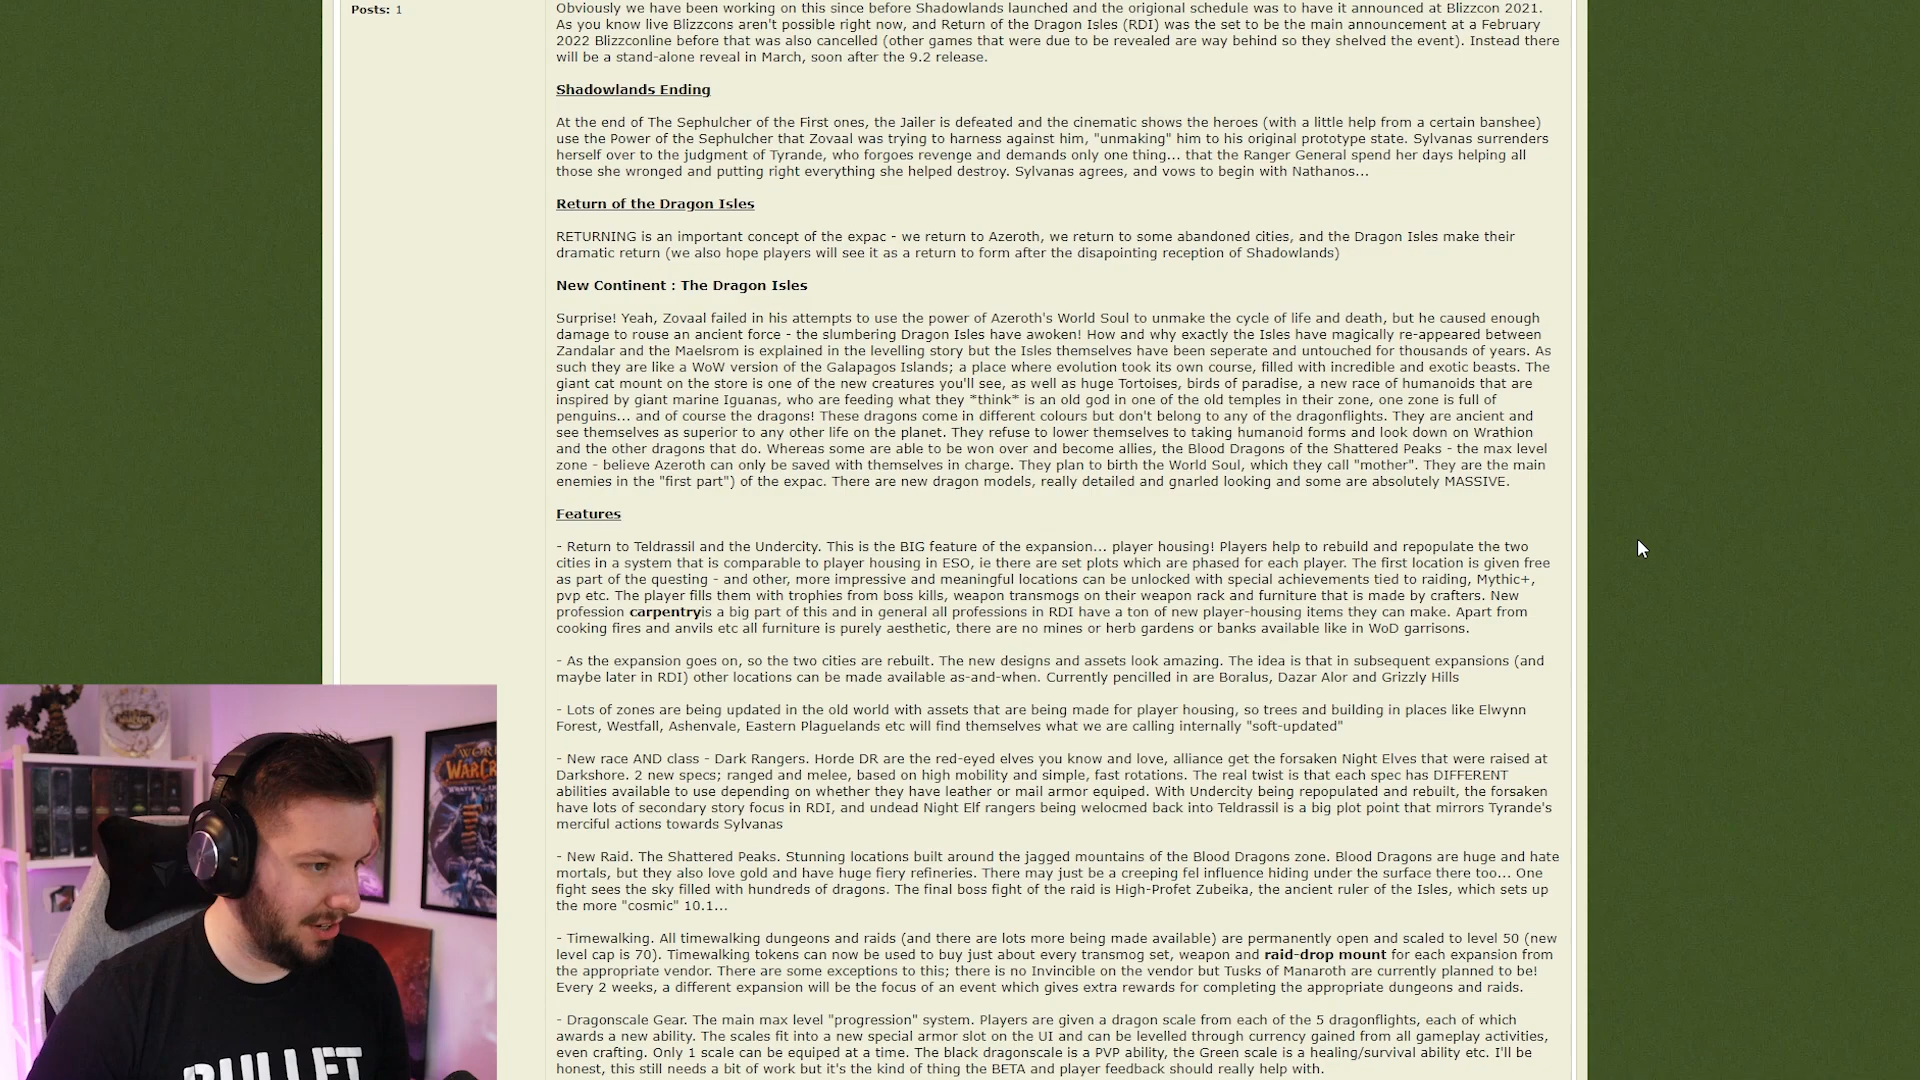 Posts: 1
Obviously we have been working on this since before Shadowlands launched and the origional schedule was to have it announced at Blizzcon 2021.
As you know live Blizzcons aren't possible right now, and Return of the Dragon Isles (RDI) was the set to be the main announcement at a February
2022 Blizzconline before that was also cancelled (other games that were due to be revealed are way behind so they shelved the event). Instead there
will be a stand-alone reveal in March, soon after the 9.2 release.
Shadowlands Ending
At the end of The Sephulcher of the First ones, the Jailer is defeated and the cinematic shows the heroes (with a little help from a certain banshee)
use the Power of the Sephulcher that Zovaal was trying to harness against him, "unmaking" him to his original prototype state. Sylvanas surrenders
herself over to the judgment of Tyrande, who forgoes revenge and demands only one thing... that the Ranger General spend her days helping all
those she wronged and putting right everything she helped destroy. Sylvanas agrees, and vows to begin with Nathanos...
Return of the Dragon Isles
RETURNING is an important concept of the expac - we return to Azeroth, we return to some abandoned cities, and the Dragon Isles make their
dramatic return (we also hope players will see it as a return to form after the disapointing reception of Shadowlands)
New Continent : The Dragon Isles
Surprise! Yeah, Zovaal failed in his attempts to use the power of Azeroth's World Soul to unmake the cycle of life and death, but he caused enough
damage to rouse an ancient force - the slumbering Dragon Isles have awoken! How and why exactly the Isles have magically re-appeared between
Zandalar and the Maelsrom is explained in the levelling story but the Isles themselves have been seperate and untouched for thousands of years. As
such they are like a WoW version of the Galapagos Islands; a place where evolution took its own course, filled with incredible and exotic beasts. The
giant cat mount on the store is one of the new creatures you'll see, as well as huge Tortoises, birds of paradise, a new race of humanoids that are
inspired by giant marine Iguanas, who are feeding what they *think* is an old god in one of the old temples in their zone, one zone is full of
penguins... and of course the dragons! These dragons come in different colours but don't belong to any of the dragonflights. They are ancient and
see themselves as superior to any other life on the planet. They refuse to lower themselves to taking humanoid forms and look down on Wrathion
and the other dragons that do. Whereas some are able to be won over and become allies, the Blood Dragons of the Shattered Peaks - the max level
zone - believe Azeroth can only be saved with themselves in charge. They plan to birth the World Soul, which they call "mother". They are the main
enemies in the "first part") of the expac. There are new dragon models, really detailed and gnarled looking and some are absolutely MASSIVE.
Features
- Return to Teldrassil and the Undercity. This is the BIG feature of the expansion... player housing! Players help to rebuild and repopulate the two
cities in a system that is comparable to player housing in ESO, ie there are set plots which are phased for each player. The first location is given free
as part of the questing - and other, more impressive and meaningful locations can be unlocked with special achievements tied to raiding, Mythic+,
pvp etc. The player fills them with trophies from boss kills, weapon transmogs on their weapon rack and furniture that is made by crafters. New
profession carpentryis a big part of this and in general all professions in RDI have a ton of new player-housing items they can make. Apart from
cooking fires and anvils etc all furniture is purely aesthetic, there are no mines or herb gardens or banks available like in WoD garrisons.
- As the expansion goes on, so the two cities are rebuilt. The new designs and assets look amazing. The idea is that in subsequent expansions (and
maybe later in RDI) other locations can be made available as-and-when. Currently pencilled in are Boralus, Dazar Alor and Grizzly Hills
- Lots of zones are being updated in the old world with assets that are being made for player housing, so trees and building in places like Elwynn
Forest, Westfall, Ashenvale, Eastern Plaguelands etc will find themselves what we are calling internally "soft-updated"
- New race AND class - Dark Rangers. Horde DR are the red-eyed elves you know and love, alliance get the forsaken Night Elves that were raised at
Darkshore. 2 new specs; ranged and melee, based on high mobility and simple, fast rotations. The real twist is that each spec has DIFFERENT
abilities available to use depending on whether they have leather or mail armor equiped. With Undercity being repopulated and rebuilt, the forsaken
have lots of secondary story focus in RDI, and undead Night Elf rangers being welocmed back into Teldrassil is a big plot point that mirrors Tyrande's
merciful actions towards Sylvanas
- New Raid. The Shattered Peaks. Stunning locations built around the jagged mountains of the Blood Dragons zone. Blood Dragons are huge and hate
mortals, but they also love gold and have huge fiery refineries. There may just be a creeping fel influence hiding under the surface there too... One
fight sees the sky filled with hundreds of dragons. The final boss fight of the raid is High-Profet Zubeika, the ancient ruler of the Isles, which sets up
the more "cosmic" 10.1...
- Timewalking. All timewalking dungeons and raids (and there are lots more being made available) are permanently open and scaled to level 50 (new
level cap is 70). Timewalking tokens can now be used to buy just about every transmog set, weapon and raid-drop mount for each expansion from
the appropriate vendor. There are some exceptions to this; there is no Invincible on the vendor but Tusks of Manaroth are currently planned to be!
Every 2 weeks, a different expansion will be the focus of an event which gives extra rewards for completing the appropriate dungeons and raids.
- Dragonscale Gear. The main max level "progression" system. Players are given a dragon scale from each of the 5 dragonflights, each of which
awards a new ability. The scales fit into a new special armor slot on the UI and can be levelled through currency gained from all gameplay activities,
even crafting. Only 1 scale can be equiped at a time. The black dragonscale is a PVP ability, the Green scale is a healing/survival ability etc. I'll be
honest, this still needs a bit of work but it's the kind of thing the BETA and player feedback should really help with.
BULLET